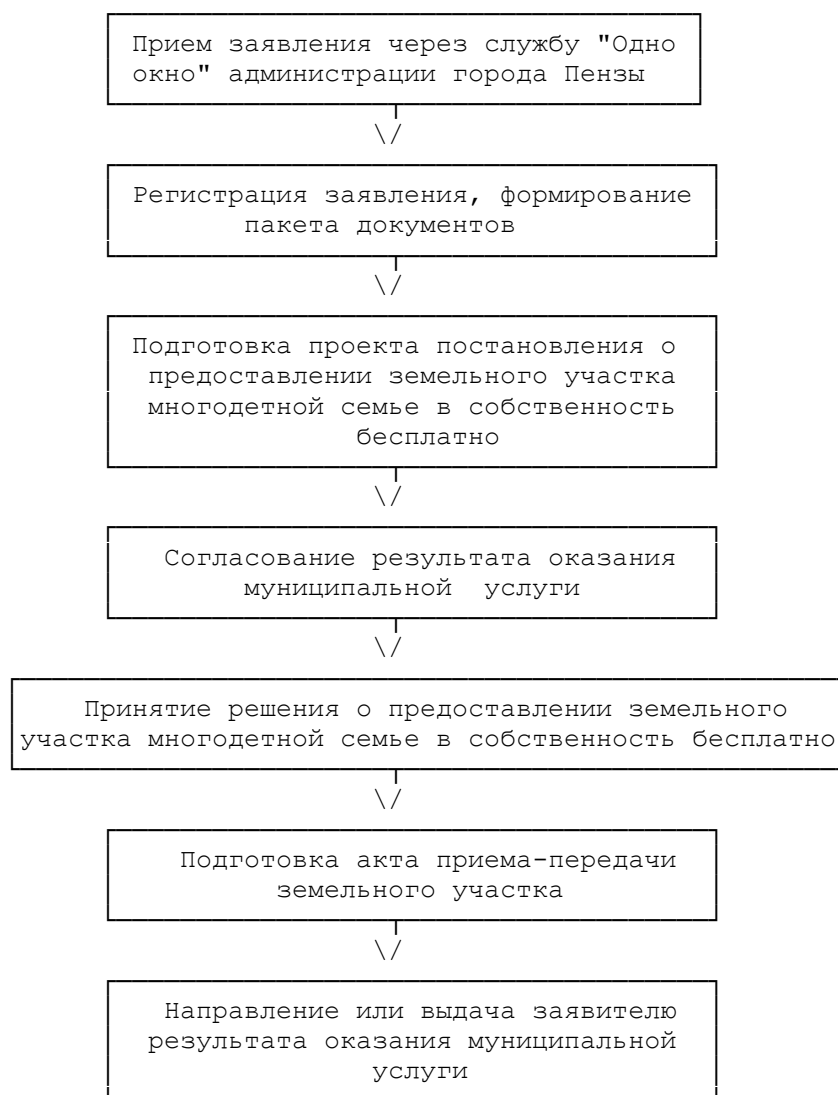 Прием заявления через службу "Одно
окно" администрации города Пензы
\/
Регистрация заявления, формирование
пакета документов
\/
Подготовка проекта постановления о
предоставлении земельного участка
многодетной семье в собственность
бесплатно
\/
Согласование результата оказания
муниципальной услуги
\/
Принятие решения о предоставлении земельного
участка многодетной семье в собственность бесплатно
\/
Подготовка акта приема-передачи
земельного участка
\/
Направление или выдача заявителю
результата оказания муниципальной
услуги